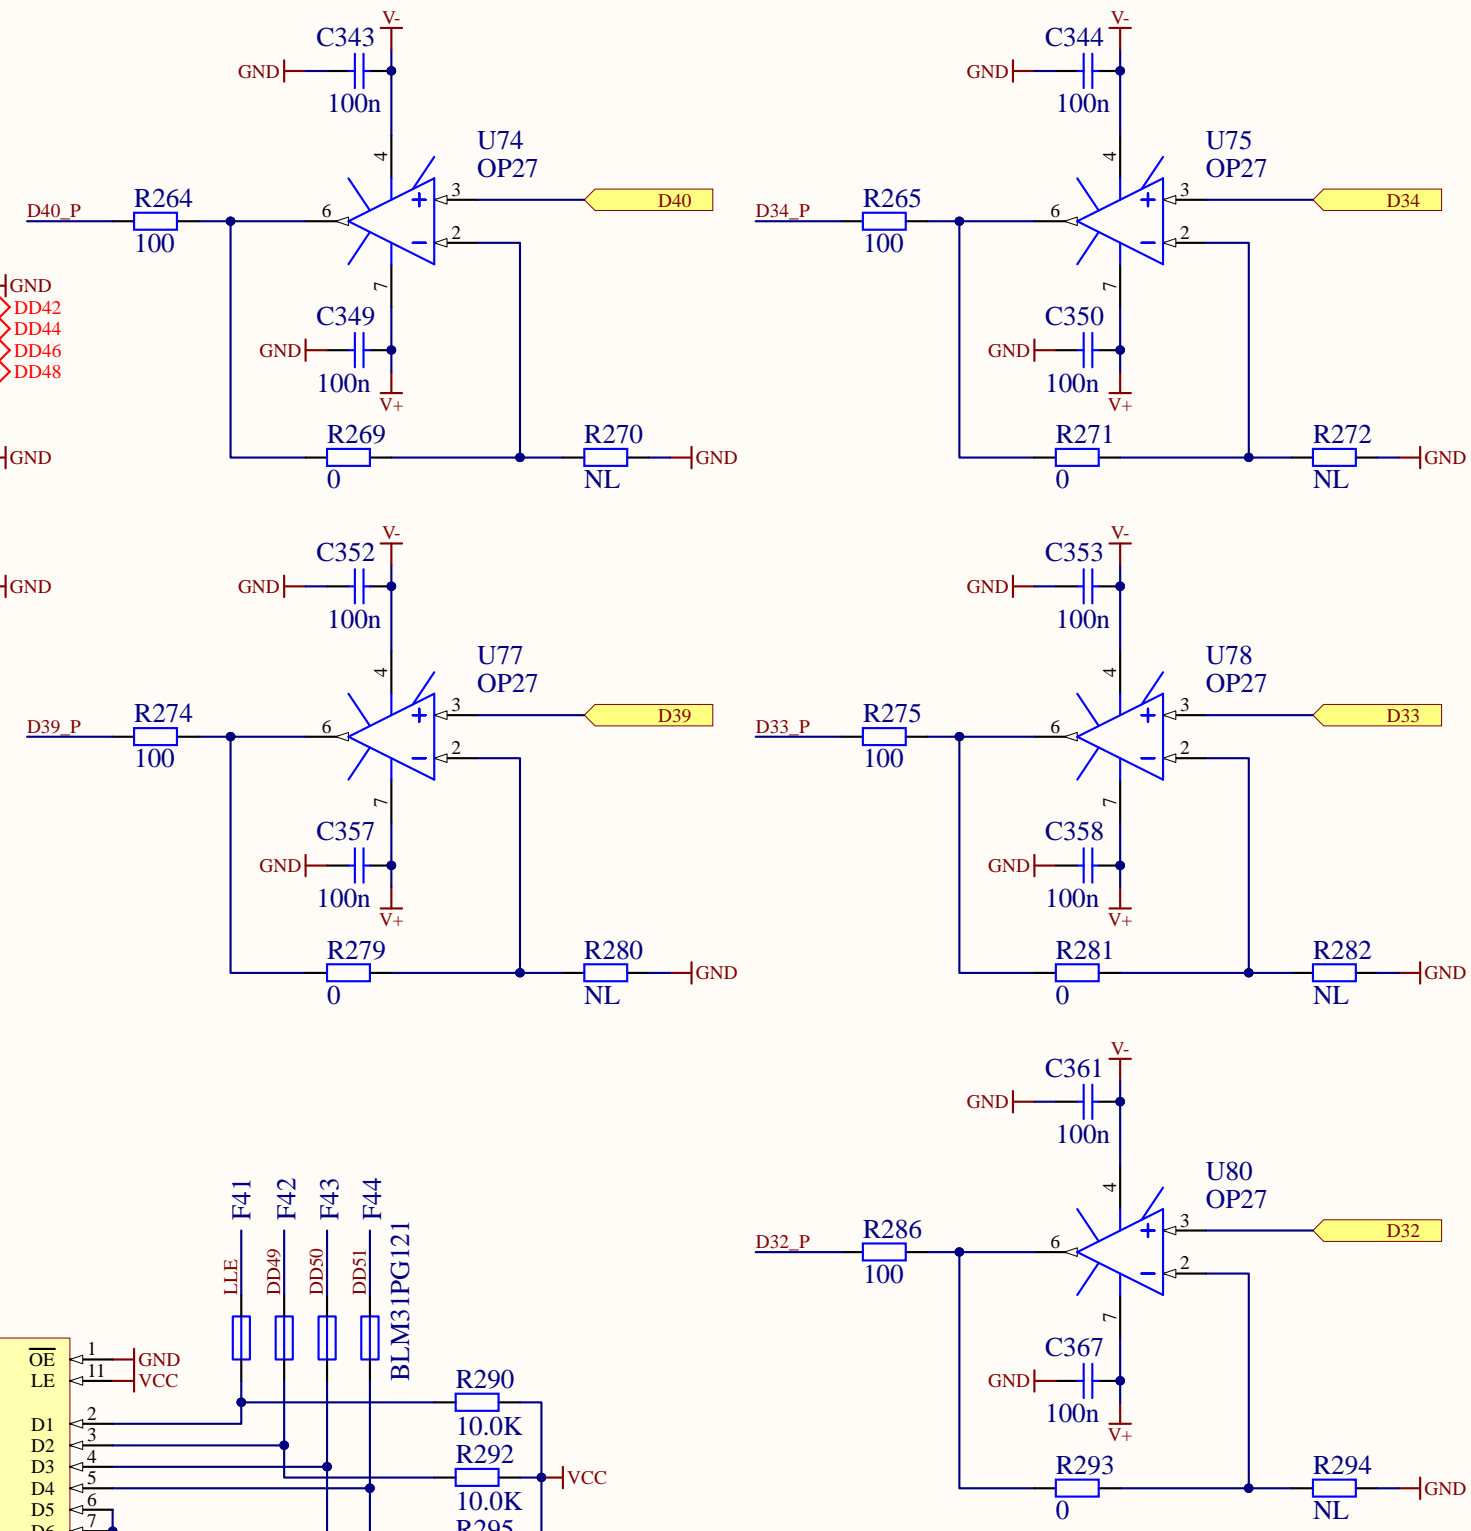 V-
C343
GND
100n
4
U74
OP27
3
D40
D40_P
R264
100
6
+
-
2
7
C349
GND
100n
V+
R269
0
R270
NL
GND
V-
C344
GND
100n
4
U75
OP27
3
D34
D34_P
R265
100
6
+
-
2
7
C350
GND
100n
V+
R271
0
R272
NL
GND
GND
DD42
DD44
DD46
DD48
GND
GND
V-
C352
GND
100n
4
U77
OP27
3
D39
D39_P
R274
100
6
+
-
2
7
C357
GND
100n
V+
R279
0
R280
NL
GND
V-
C353
GND
100n
4
U78
OP27
3
D33
D33_P
R275
100
6
+
-
2
7
C358
GND
100n
V+
R281
0
R282
NL
GND
V-
C361
GND
100n
4
U80
OP27
3
D32
D32_P
R286
100
6
+
-
2
7
C367
GND
100n
V+
R293
0
R294
NL
GND
F41
F42
F43
F44
LLE
DD49
DD50
DD51
BLM31PG121
OE 1 GND
LE 11 VCC
D1 2
D2 3
D3 4
D4 5
D5 6
D6 7
R290
10.0K
R292
10.0K
VCC
R295